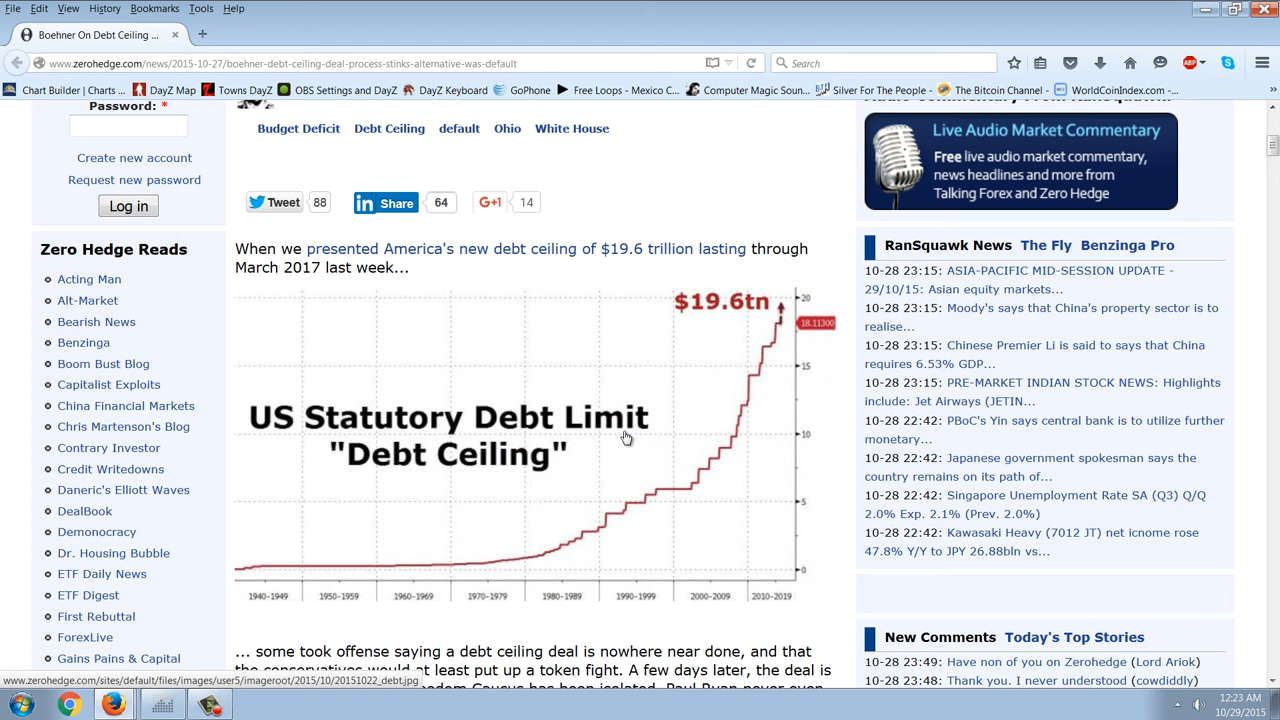 File Edit View History Bookmarks Tools Help
Boehner On Debt Ceiling ...
www.zerohedge.com/news/2015-10-27/boehner-debt-ceiling-deal-process-stinks-alternative-was-default
Search
Chart Builder | Charts ... DayZ Map Towns DayZ OBS Settings and DayZ DayZ Keyboard GoPhone Free Loops - Mexico C... Computer Magic Soun... Silver For The People - ... The Bitcoin Channel - ... WorldCoinIndex.com -...
Password: *
Create new account
Request new password
Log in
Zero Hedge Reads
Acting Man
Alt-Market
Bearish News
Benzinga
Boom Bust Blog
Capitalist Exploits
China Financial Markets
Chris Martenson's Blog
Contrary Investor
Credit Writedowns
Daneric's Elliott Waves
DealBook
Demonocracy
Dr. Housing Bubble
ETF Daily News
ETF Digest
First Rebuttal
ForexLive
Gains Pains & Capital
Budget Deficit Debt Ceiling default Ohio White House
Tweet 88 in Share 64 G+1 14
When we presented America's new debt ceiling of $19.6 trillion lasting through
March 2017 last week...
$19.6tn
US Statutory Debt Limit
"Debt Ceiling"
20
18.11300
15
10
5
0
1940-1949 1950-1959 1960-1969 1970-1979 1980-1989 1990-1999 2000-2009 2010-2019
... some took offense saying a debt ceiling deal is nowhere near done, and that
the conservatives would at least put up a token fight. A few days later, the deal is
Live Audio Market Commentary
Free live audio market commentary,
news headlines and more from
Talking Forex and Zero Hedge
RanSquawk News The Fly Benzinga Pro
10-28 23:15: ASIA-PACIFIC MID-SESSION UPDATE -
29/10/15: Asian equity markets...
10-28 23:15: Moody's says that China's property sector is to
realise...
10-28 23:15: Chinese Premier Li is said to says that China
requires 6.53% GDP...
10-28 23:15: PRE-MARKET INDIAN STOCK NEWS: Highlights
include: Jet Airways (JETIN...
10-28 22:42: PBoC's Yin says central bank is to utilize further
monetary...
10-28 22:42: Japanese government spokesman says the
country remains on its path of...
10-28 22:42: Singapore Unemployment Rate SA (Q3) Q/Q
2.0% Exp. 2.1% (Prev. 2.0%)
10-28 22:42: Kawasaki Heavy (7012 JT) net icnome rose
47.8% Y/Y to JPY 26.88bln vs...
New Comments Today's Top Stories
10-28 23:49: Have non of you on Zerohedge (Lord Ariok)
10-28 23:48: Thank you. I never understood (cowdiddly)
www.zerohedge.com/sites/default/files/images/user5/imageroot/2015/10/20151022_debt.jpg
12:23 AM
10/29/2015